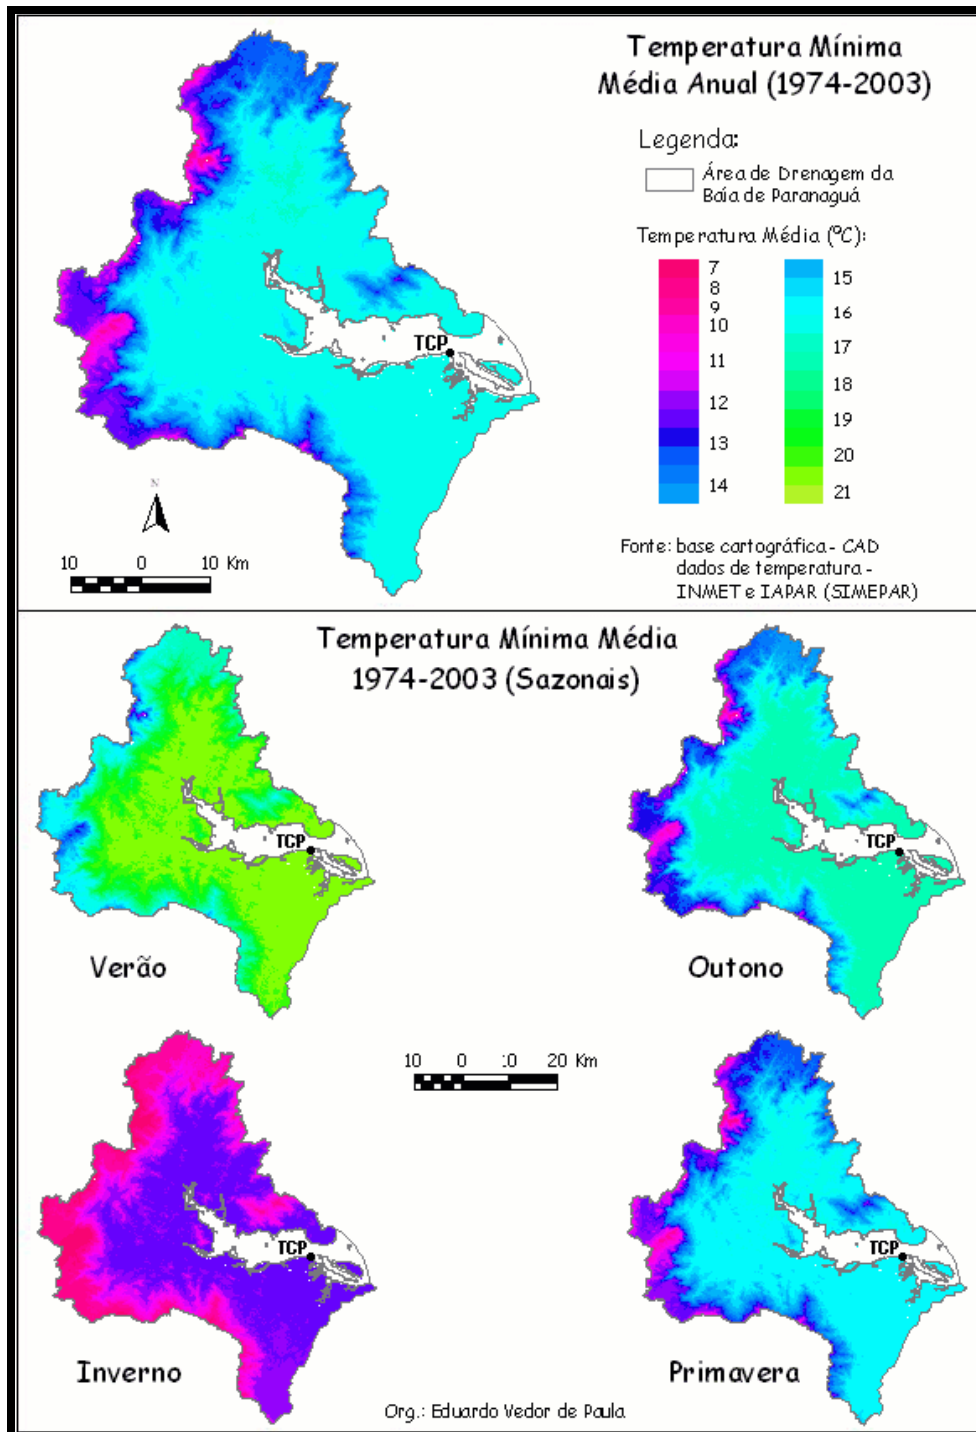 Temperatura Mínima
Média Anual (1974-2003)
Legenda:
Área de Drenagem da
Baía de Paranaguá
Temperatura Média (ºC):
7
8
9
10
11
12
13
14
15
16
17
18
19
20
21
TCP
N
10 0 10 Km
Fonte: base cartográfica - CAD
dados de temperatura -
INMET e IAPAR (SIMEPAR)
Temperatura Mínima Média
1974-2003 (Sazonais)
TCP
Verão
TCP
Outono
10 0 10 20 Km
TCP
Inverno
TCP
Primavera
Org.: Eduardo Vedor de Paula